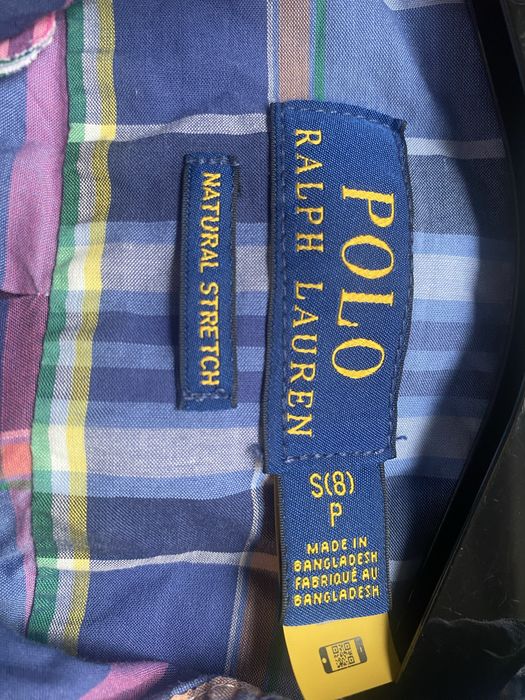 POLO
RALPH LAUREN
NATURAL STRETCH
S(8)
P
MADE IN
BANGLADESH
FABRIQUÉ AU
BANGLADESH